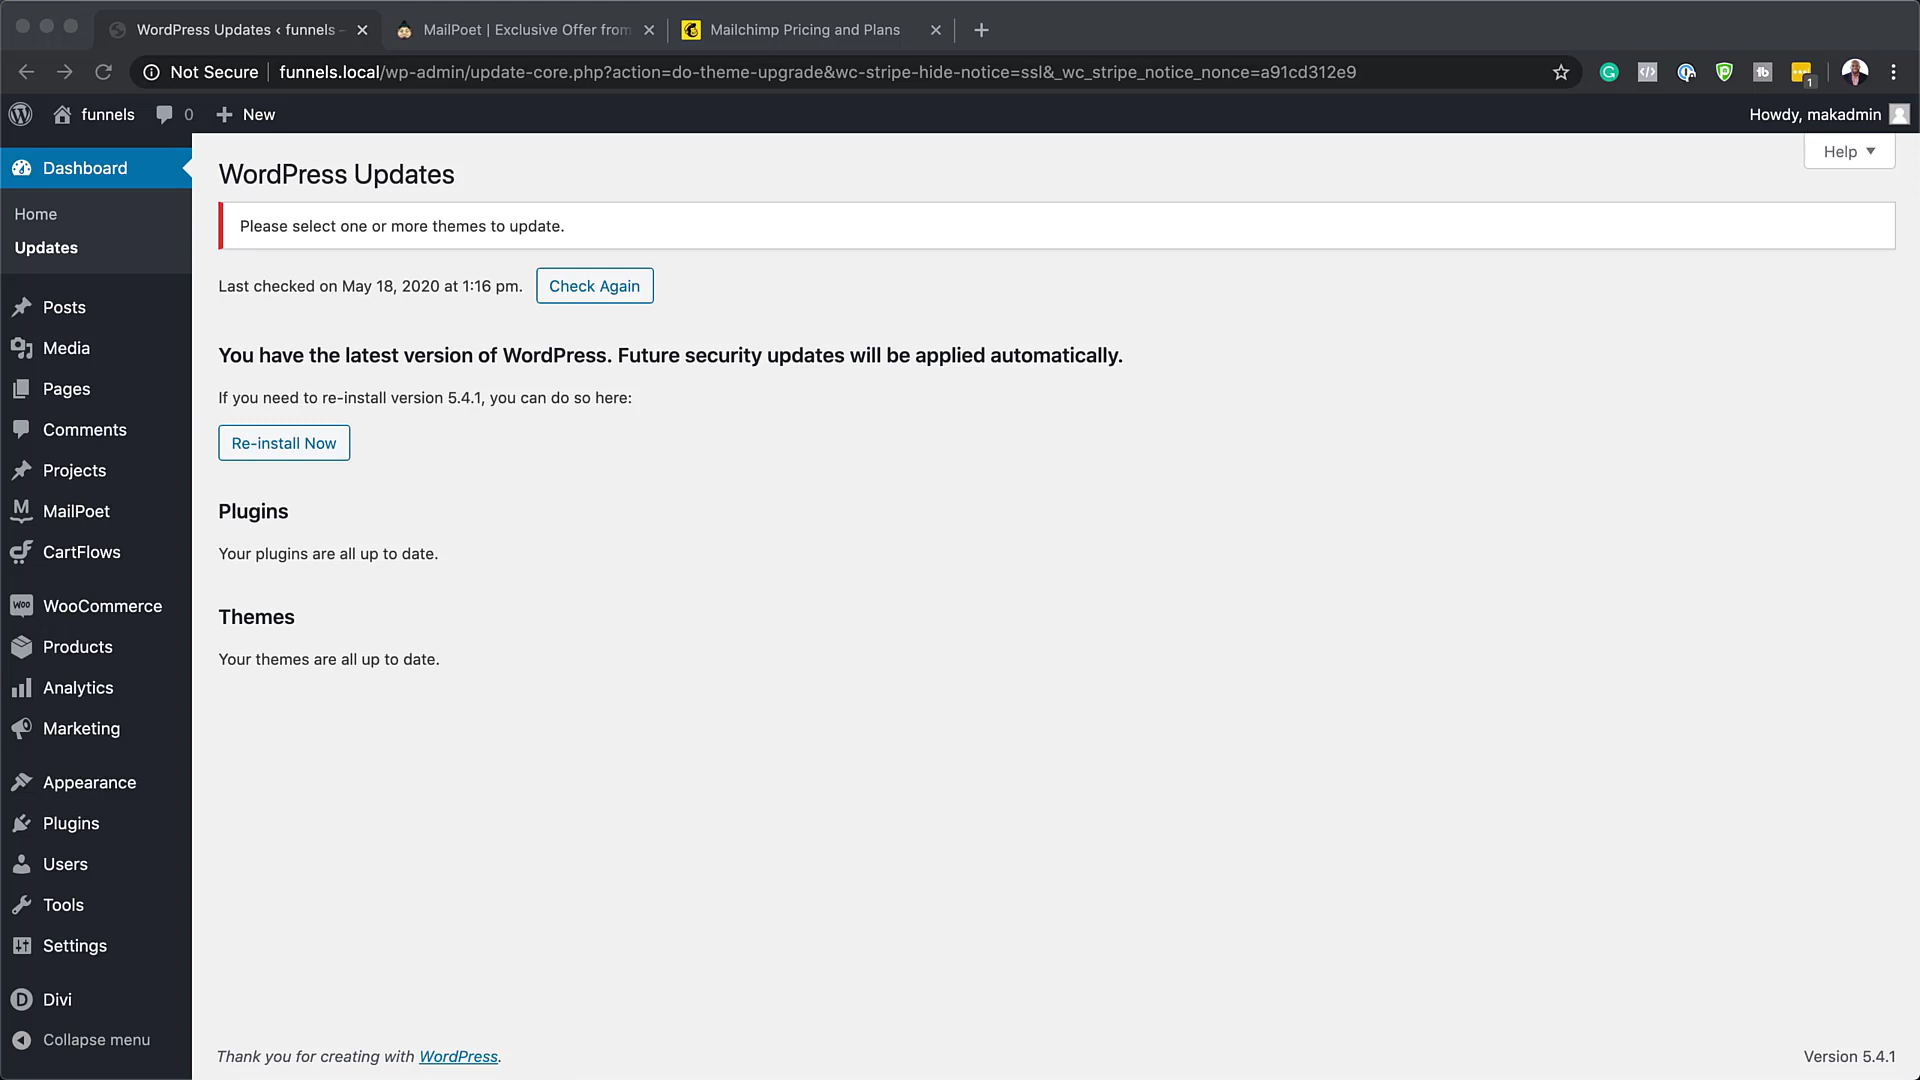 WordPress Updates ‹ funnels –
MailPoet | Exclusive Offer from
Mailchimp Pricing and Plans
Not Secure
funnels.local/wp-admin/update-core.php?action=do-theme-upgrade&wc-stripe-hide-notice=ssl&_wc_stripe_notice_nonce=a91cd312e9
1
funnels
0
New
Howdy, makadmin
Dashboard
Home
Updates
Posts
Media
Pages
Comments
Projects
MailPoet
CartFlows
WooCommerce
Products
Analytics
Marketing
Appearance
Plugins
Users
Tools
Settings
Divi
Collapse menu
Help
WordPress Updates
Please select one or more themes to update.
Last checked on May 18, 2020 at 1:16 pm.
Check Again
You have the latest version of WordPress. Future security updates will be applied automatically.
If you need to re-install version 5.4.1, you can do so here:
Re-install Now
Plugins
Your plugins are all up to date.
Themes
Your themes are all up to date.
Thank you for creating with WordPress.
Version 5.4.1